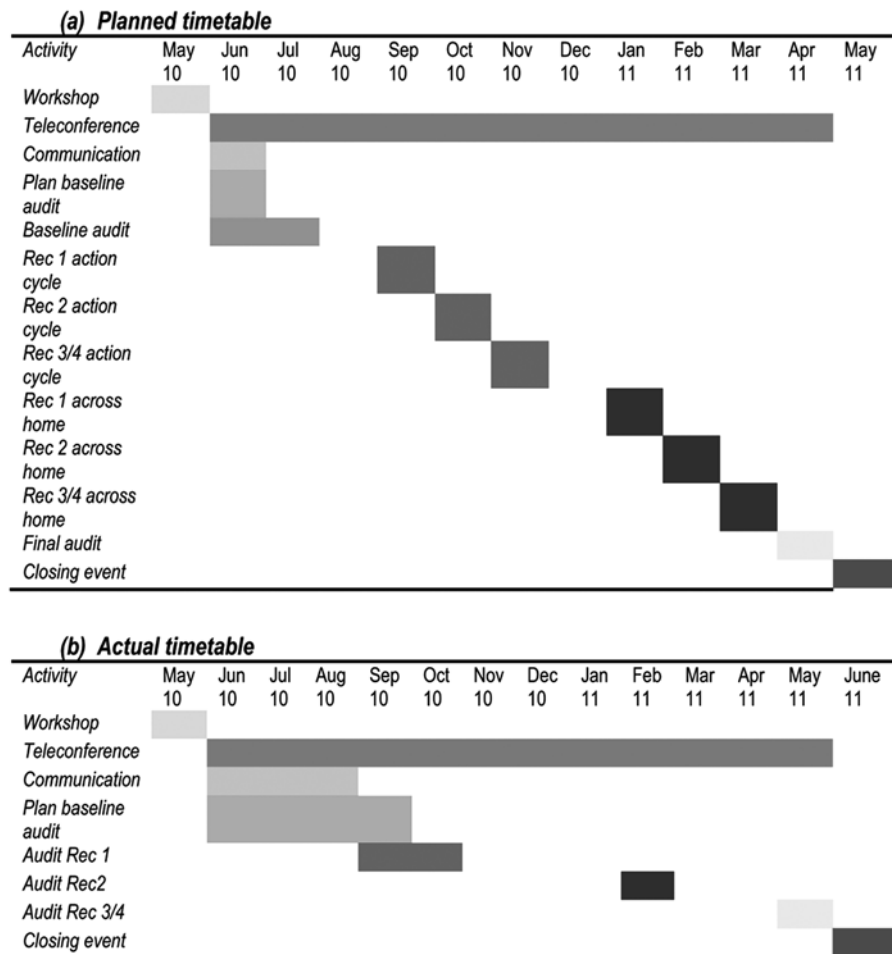 (a) Planned timetable
Activity May Jun Jul Aug Sep Oct Nov Dec Jan Feb Mar Apr May
10 10 10 10 10 10 10 10 11 11 11 11 11
Workshop
Teleconference
Communication
Plan baseline
audit
Baseline audit
Rec 1 action
cycle
Rec 2 action
cycle
Rec 3/4 action
cycle
Rec 1 across
home
Rec 2 across
home
Rec 3/4 across
home
Final audit
Closing event
(b) Actual timetable
Activity May Jun Jul Aug Sep Oct Nov Dec Jan Feb Mar Apr May June
10 10 10 10 10 10 10 10 11 11 11 11 11 11
Workshop
Teleconference
Communication
Plan baseline
audit
Audit Rec 1
Audit Rec2
Audit Rec 3/4
Closing event